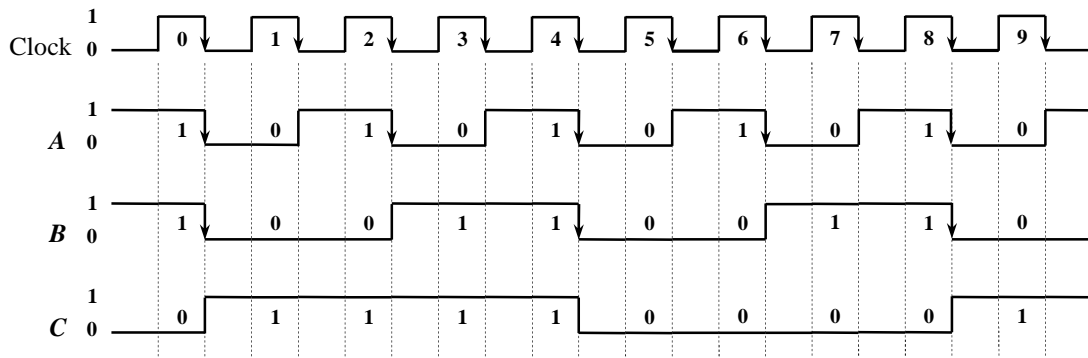 1 0 1 2 3 4 5 6 7 8 9
Clock 0
1
A 0 1 0 1 0 1 0 1 0 1 0
1
B 0 1 0 0 1 1 0 0 1 1 0
1
C 0 0 1 1 1 1 0 0 0 0 1